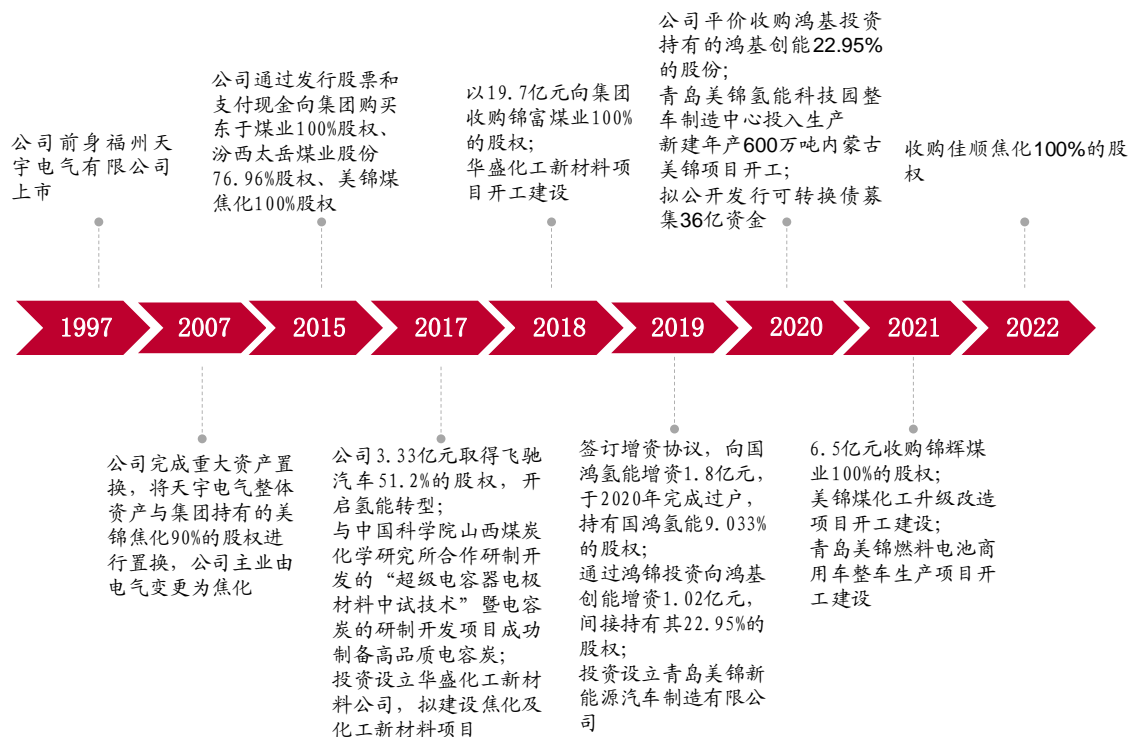 公司前身福州天
宇电气有限公司
上市
公司通过发行股票和
支付现金向集团购买
东于煤业100%股权、
汾西太岳煤业股份
76.96%股权、美锦煤
焦化100%股权
以19.7亿元向集团
收购锦富煤业100%
的股权;
华盛化工新材料项
目开工建设
公司平价收购鸿基投资
持有的鸿基创能22.95%
的股份;
青岛美锦氢能科技园整
车制造中心投入生产
新建年产600万吨内蒙古
美锦项目开工;
拟公开发行可转换债募
集36亿资金
收购佳顺焦化100%的股
权
1997
2007
2015
2017
2018
2019
2020
2021
2022
公司完成重大资产置
换，将天宇电气整体
资产与集团持有的美
锦焦化90%的股权进
行置换，公司主业由
电气变更为焦化
公司3.33亿元取得飞驰
汽车51.2%的股权，开
启氢能转型;
与中国科学院山西煤炭
化学研究所合作研制开
发的“超级电容器电极
材料中试技术”暨电容
炭的研制开发项目成功
制备高品质电容炭;
投资设立华盛化工新材
料公司，拟建设焦化及
化工新材料项目
签订增资协议，向国
鸿氢能增资1.8亿元，
于2020年完成过户，
持有国鸿氢能9.033%
的股权;
通过鸿锦投资向鸿基
创能增资1.02亿元，
间接持有其22.95%的
股权;
投资设立青岛美锦新
能源汽车制造有限公
司
6.5亿元收购锦辉煤
业100%的股权;
美锦煤化工升级改造
项目开工建设;
青岛美锦燃料电池商
用车整车生产项目开
工建设